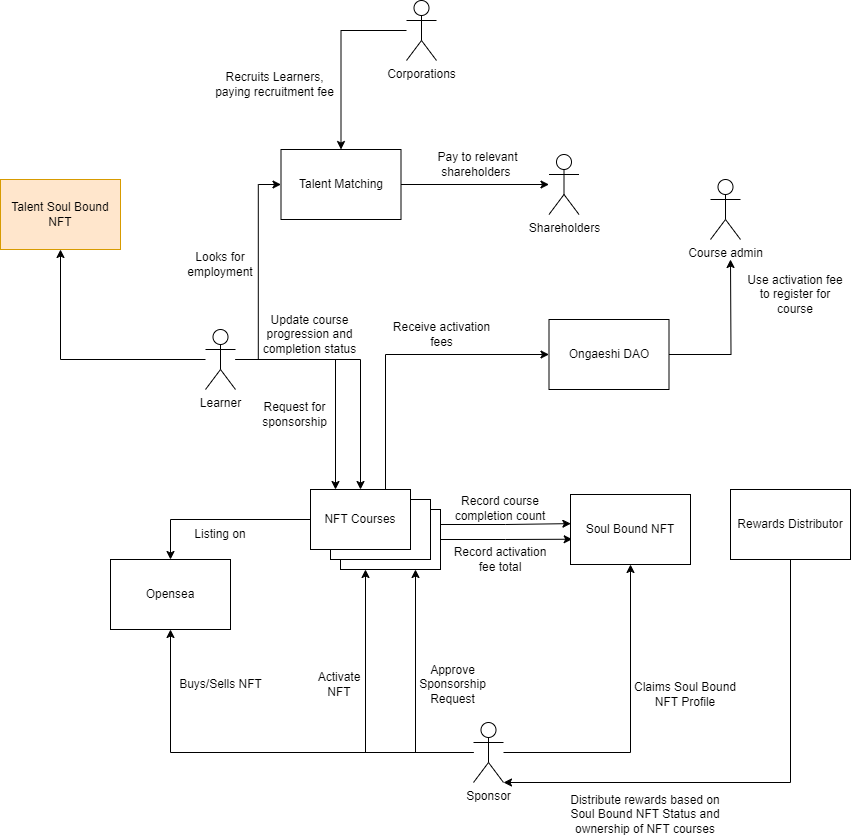 Corporations
Recruits Learners,
paying recruitment fee
Talent Matching
Pay to relevant
shareholders
Shareholders
Talent Soul Bound
NFT
Course admin
Looks for
employment
Use activation fee
to register for
course
Update course
progression and
completion status
Receive activation
fees
Ongaeshi DAO
Learner
Request for
sponsorship
NFT Courses
Record course
completion count
Soul Bound NFT
Rewards Distributor
Listing on
Record activation
fee total
Opensea
Buys/Sells NFT
Activate
NFT
Approve
Sponsorship
Request
Claims Soul Bound
NFT Profile
Sponsor
Distribute rewards based on
Soul Bound NFT Status and
ownership of NFT courses